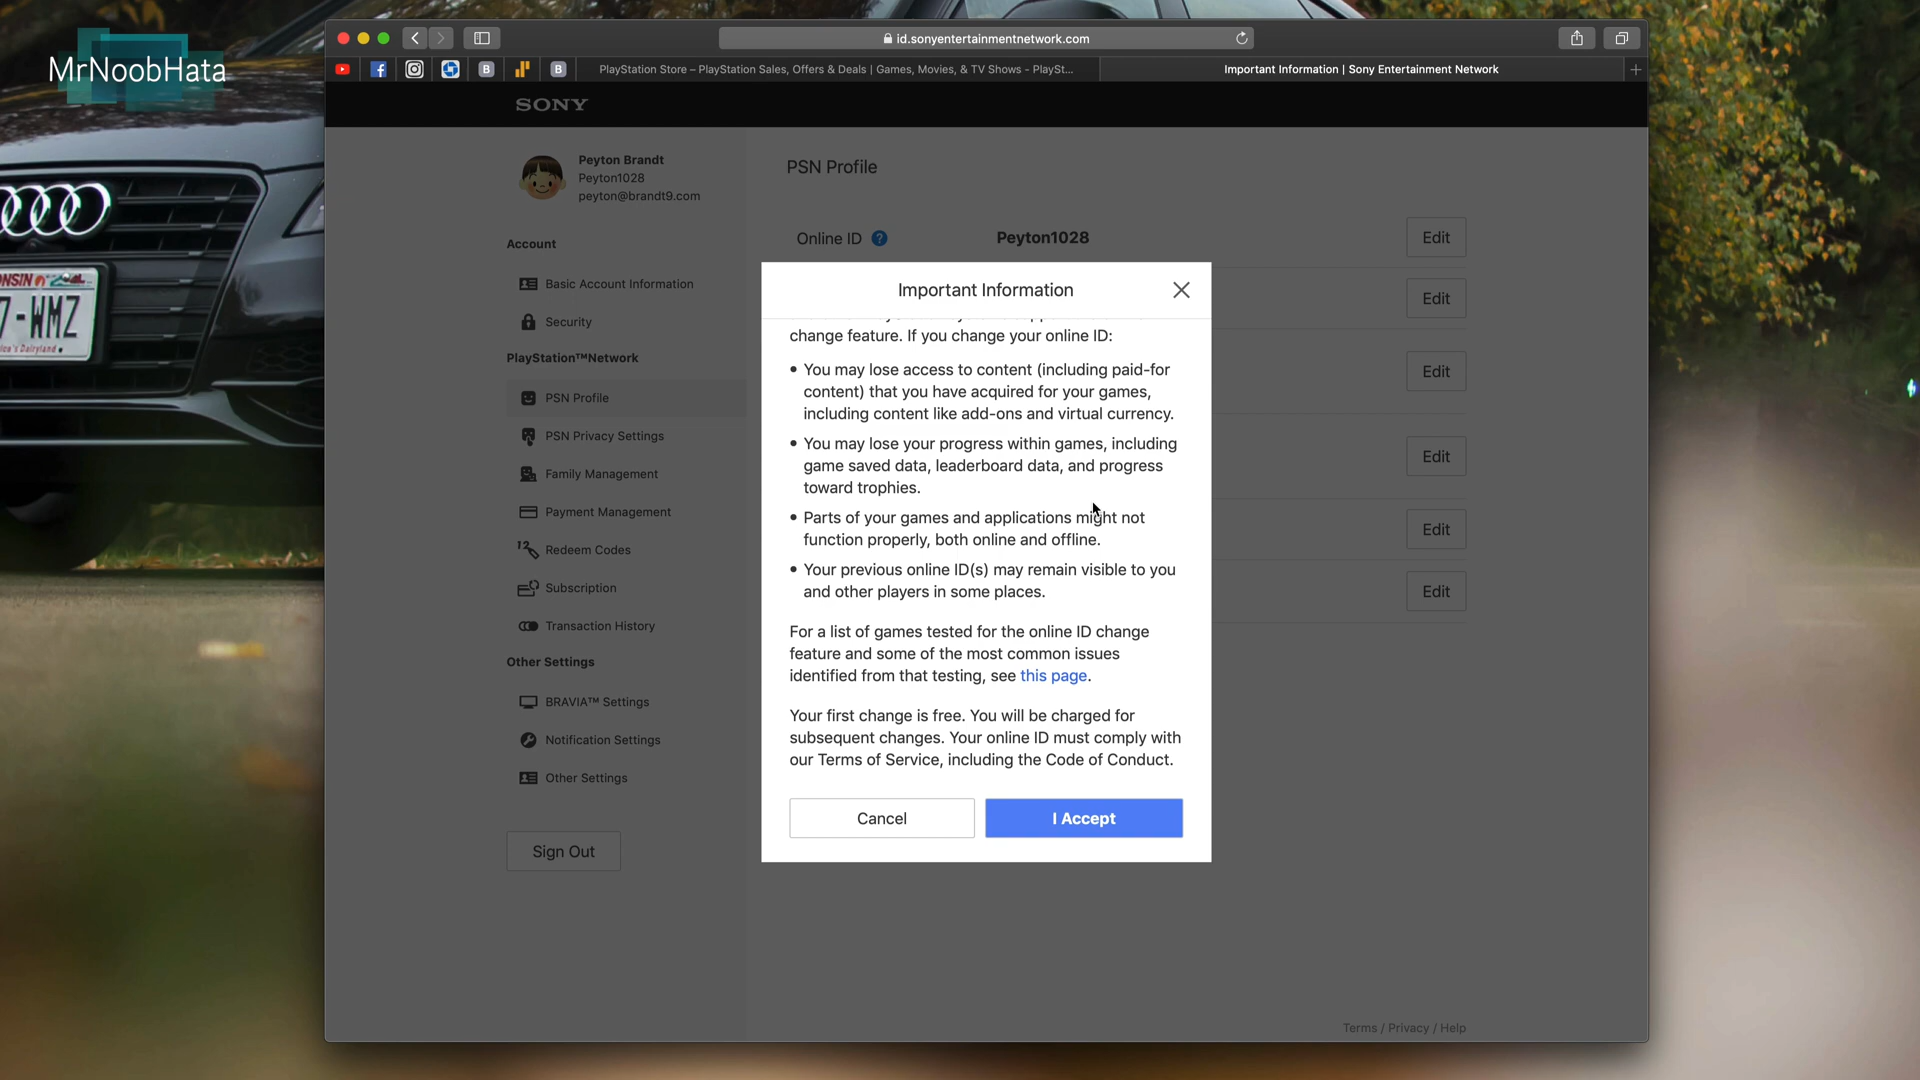 MrNoobHata
id.sonyentertainmentnetwork.com
PlayStation Store – PlayStation Sales, Offers & Deals | Games, Movies, & TV Shows - PlaySt...
Important Information | Sony Entertainment Network
SONY
Peyton Brandt
Peyton1028
peyton@brandt9.com
Account
Basic Account Information
Security
PlayStation™Network
PSN Profile
PSN Privacy Settings
Family Management
Payment Management
Redeem Codes
Subscription
Transaction History
Other Settings
BRAVIA™ Settings
Notification Settings
Other Settings
Sign Out
PSN Profile
Online ID ?
Peyton1028
Edit
Edit
Edit
Edit
Edit
Edit
Important Information
change feature. If you change your online ID:
• You may lose access to content (including paid-for
content) that you have acquired for your games,
including content like add-ons and virtual currency.
• You may lose your progress within games, including
game saved data, leaderboard data, and progress
toward trophies.
• Parts of your games and applications might not
function properly, both online and offline.
• Your previous online ID(s) may remain visible to you
and other players in some places.
For a list of games tested for the online ID change
feature and some of the most common issues
identified from that testing, see this page.
Your first change is free. You will be charged for
subsequent changes. Your online ID must comply with
our Terms of Service, including the Code of Conduct.
Cancel
I Accept
Terms / Privacy / Help
7-WMZ